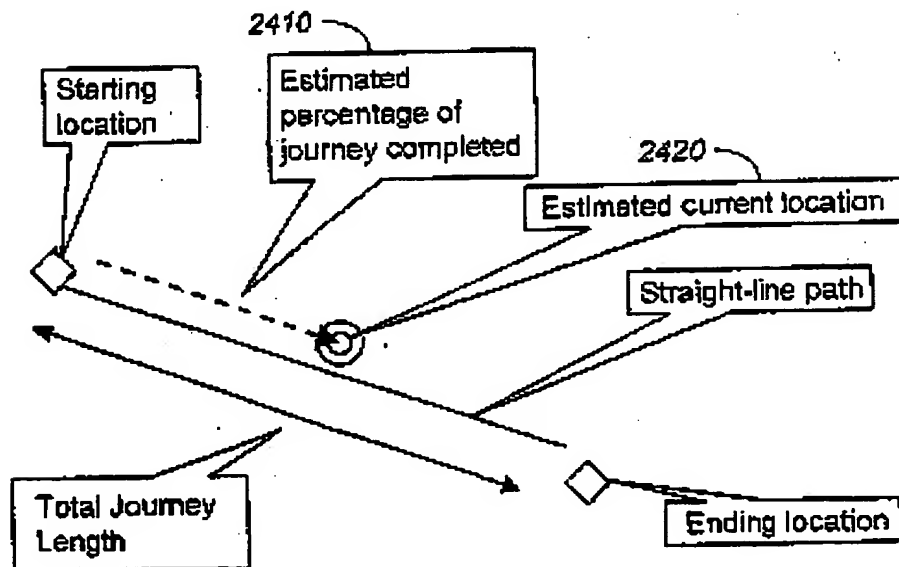 2410
Starting
location
Estimated
percentage of
journey completed
2420
Estimated current location
Straight-line path
Total Journey
Length
Ending location